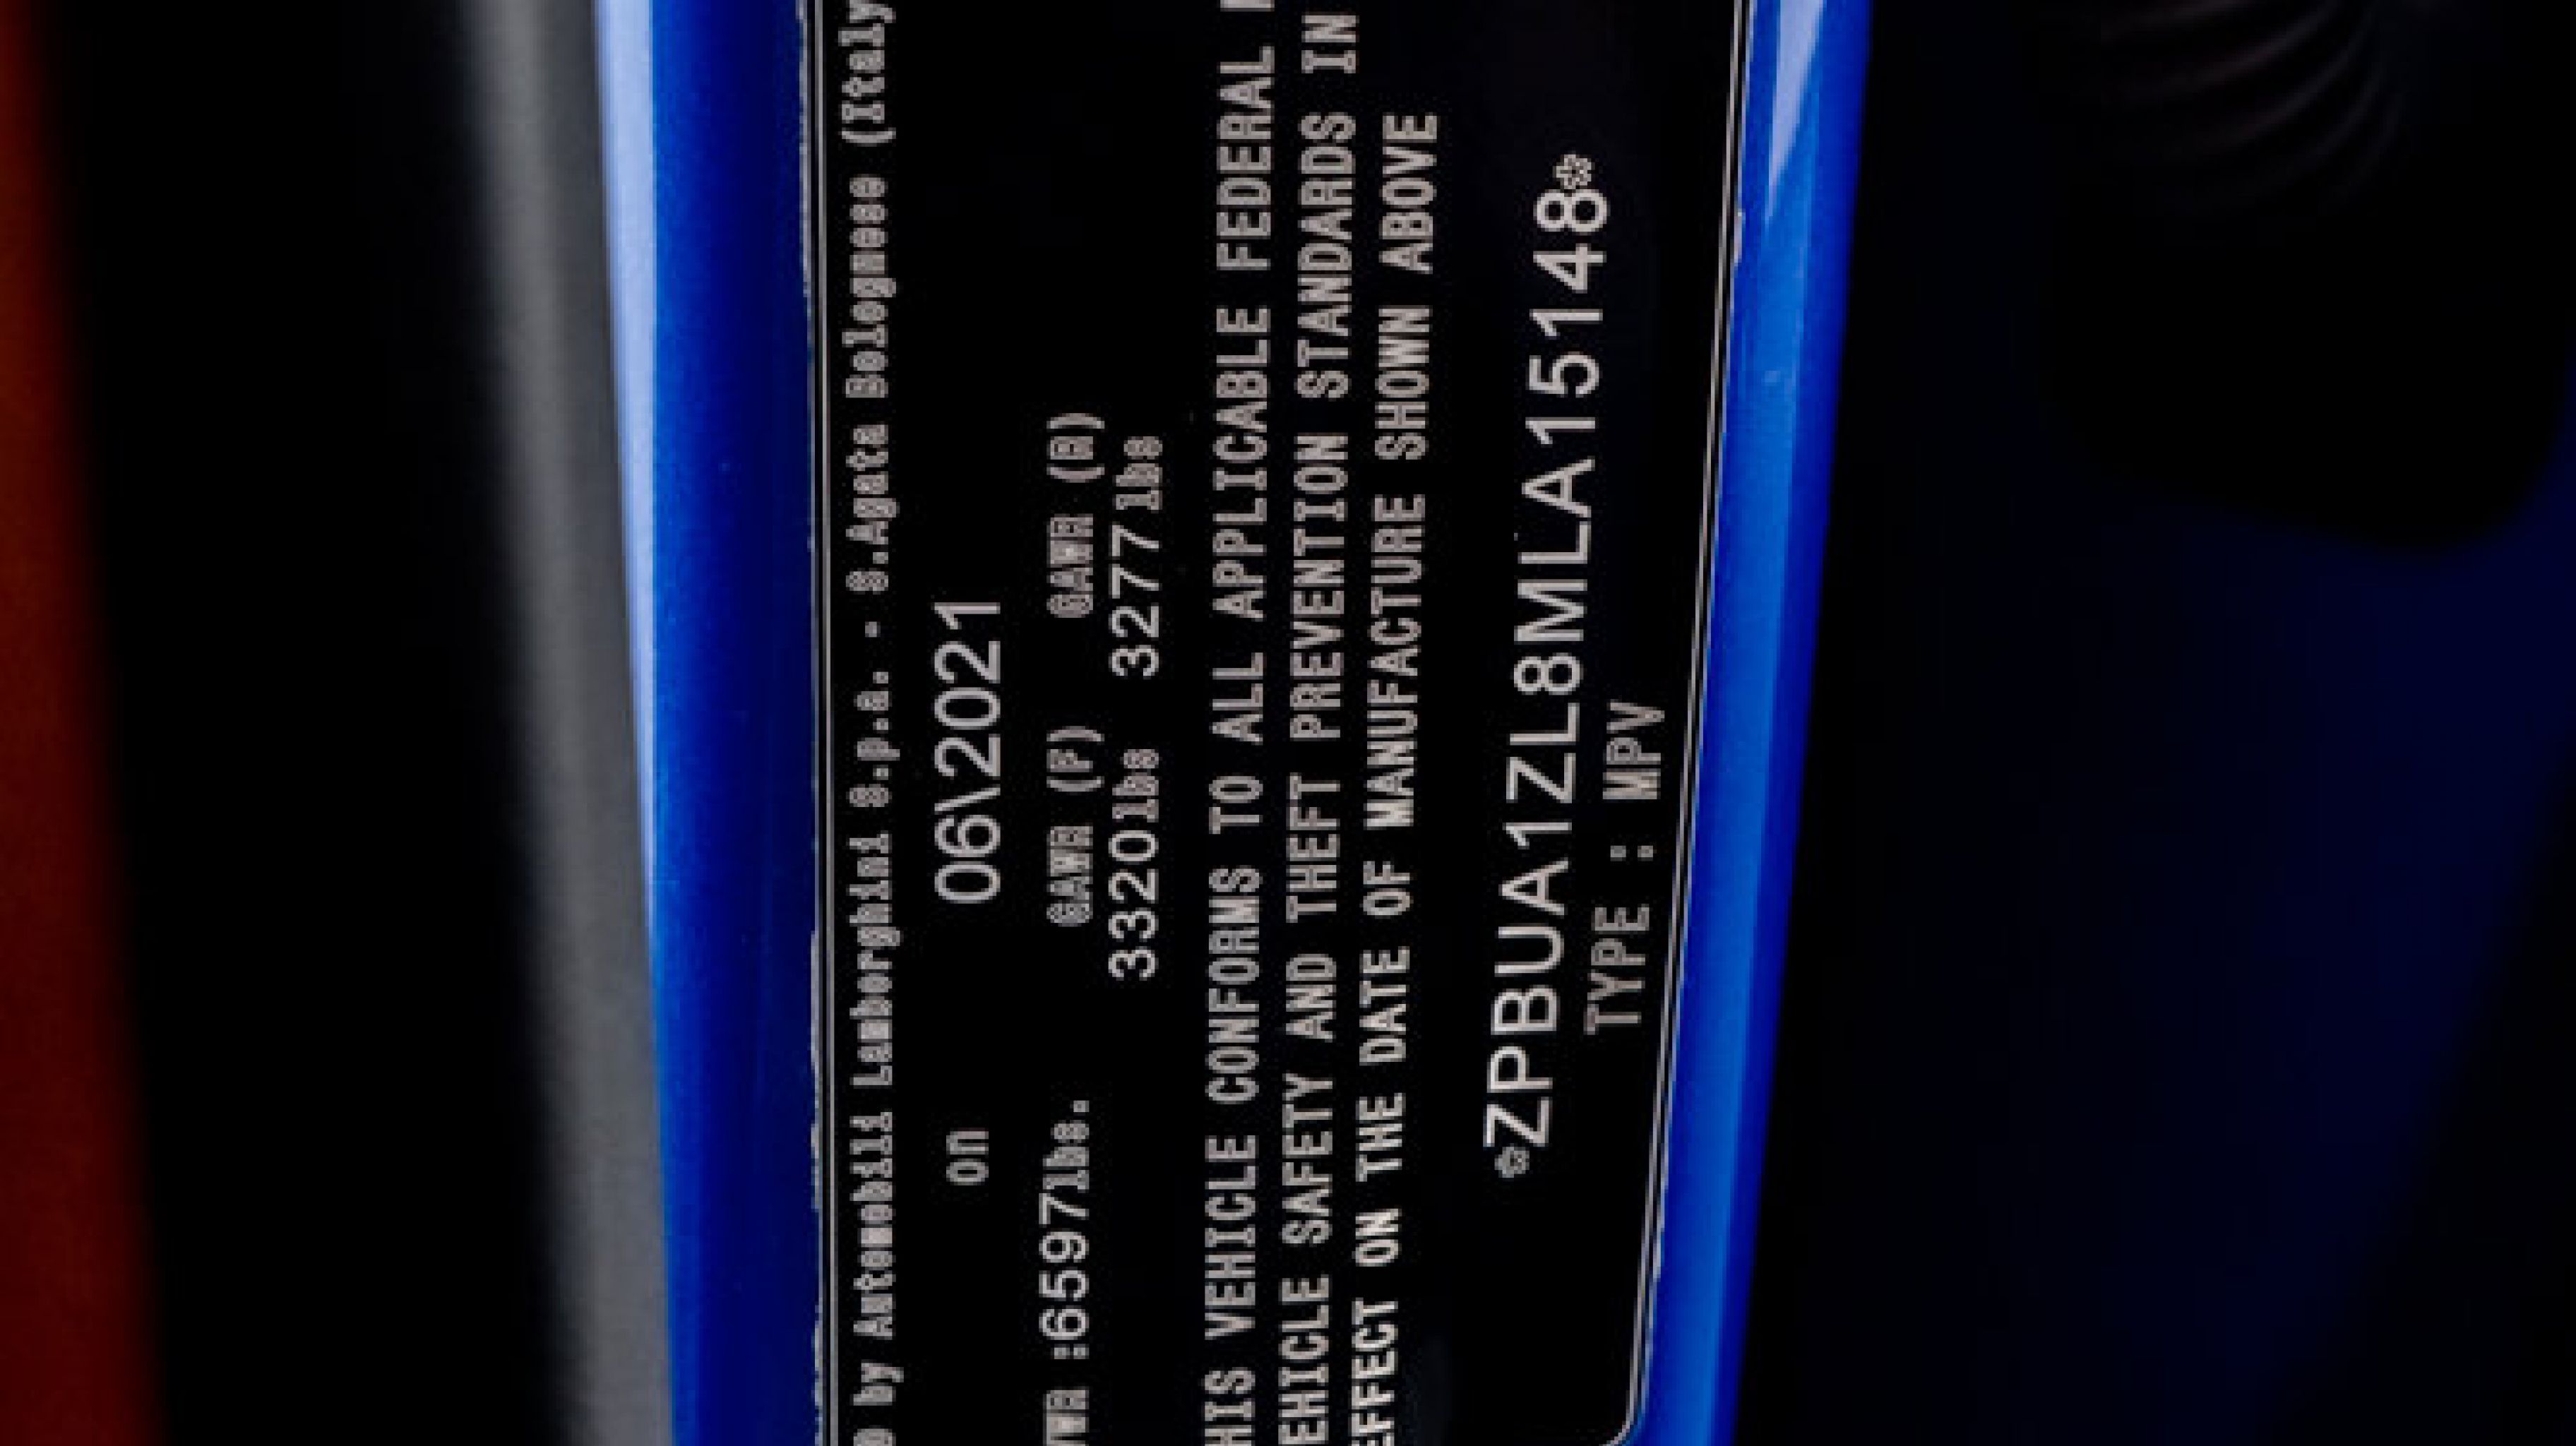 by Automobili Lamborghini S.p.a. - S.Agata Bolognese (Italy
on 06\2021
GAWR (F) GAWR (R)
:6597lbs. 3320lbs 3277lbs
HIS VEHICLE CONFORMS TO ALL APPLICABLE FEDERAL
EHICLE SAFETY AND THEFT PREVENTION STANDARDS IN
EFFECT ON THE DATE OF MANUFACTURE SHOWN ABOVE
*ZPBUA1ZL8MLA15148*
TYPE : MPV